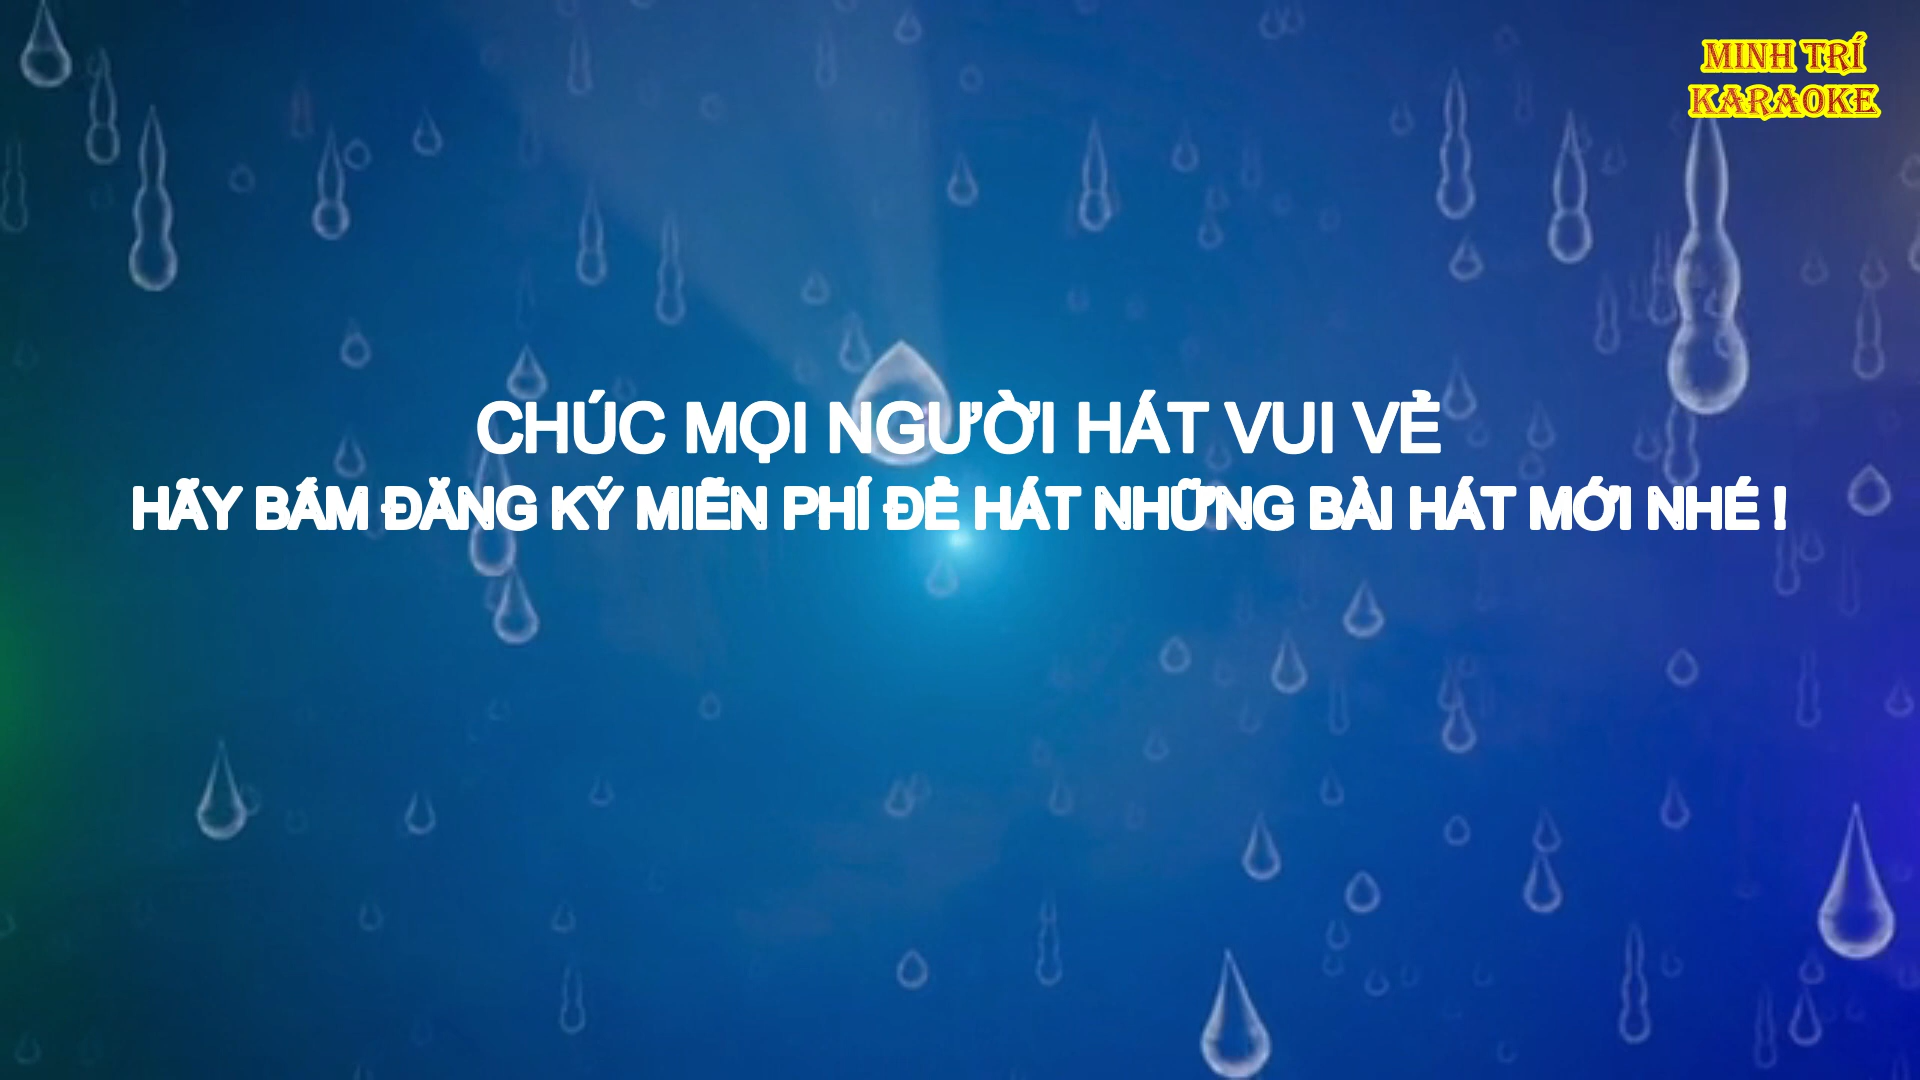 MINH TRÍ
KARAOKE
CHÚC MỌI NGƯỜI HÁT VUI VẺ
HÃY BẤM ĐĂNG KÝ MIỄN PHÍ ĐỂ HÁT NHỮNG BÀI HÁT MỚI NHÉ !